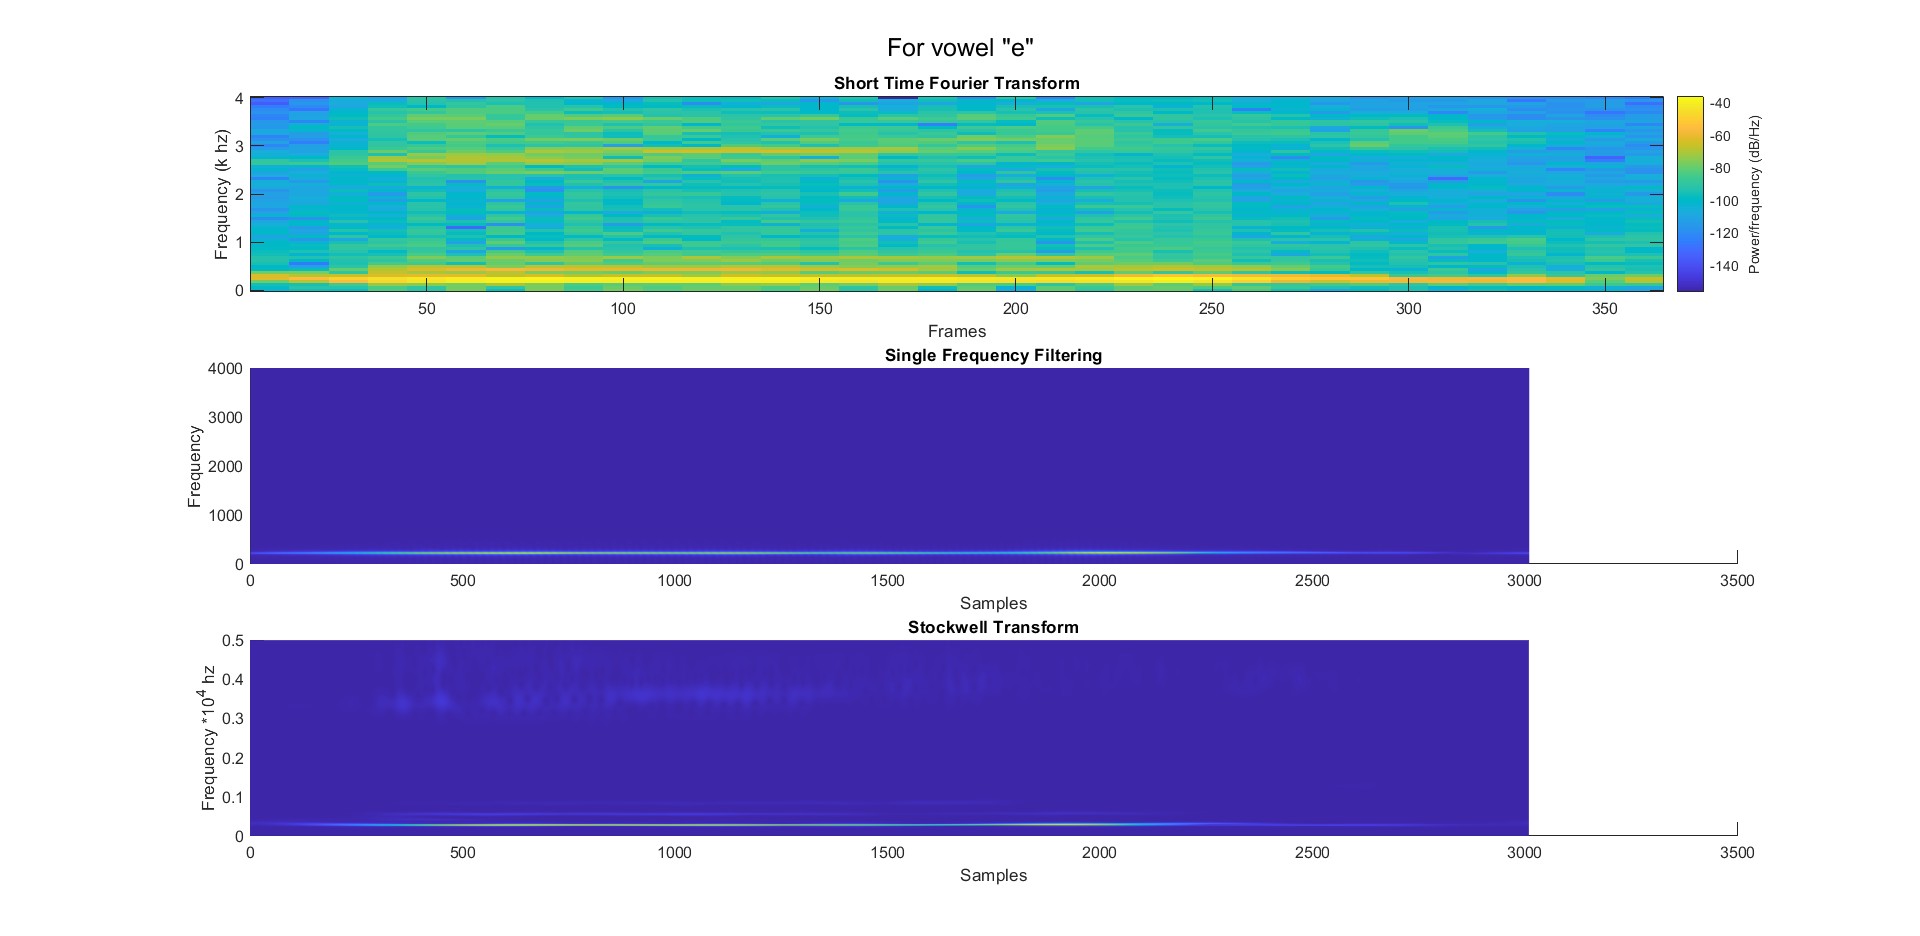 For vowel "e"
Short Time Fourier Transform
4
3
2
1
0
Frequency (k hz)
50 100 150 200 250 300 350
Frames
-40
-60
-80
-100
-120
-140
Power/frequency (dB/Hz)
Single Frequency Filtering
4000
3000
2000
1000
0
Frequency
0 500 1000 1500 2000 2500 3000 3500
Samples
Stockwell Transform
0.5
0.4
0.3
0.2
0.1
0
Frequency *10^4 hz
0 500 1000 1500 2000 2500 3000 3500
Samples